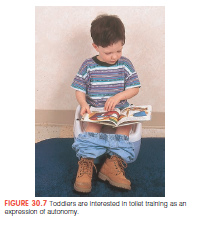 FIGURE 30.7 Toddlers are interested in toilet training as an
expression of autonomy.